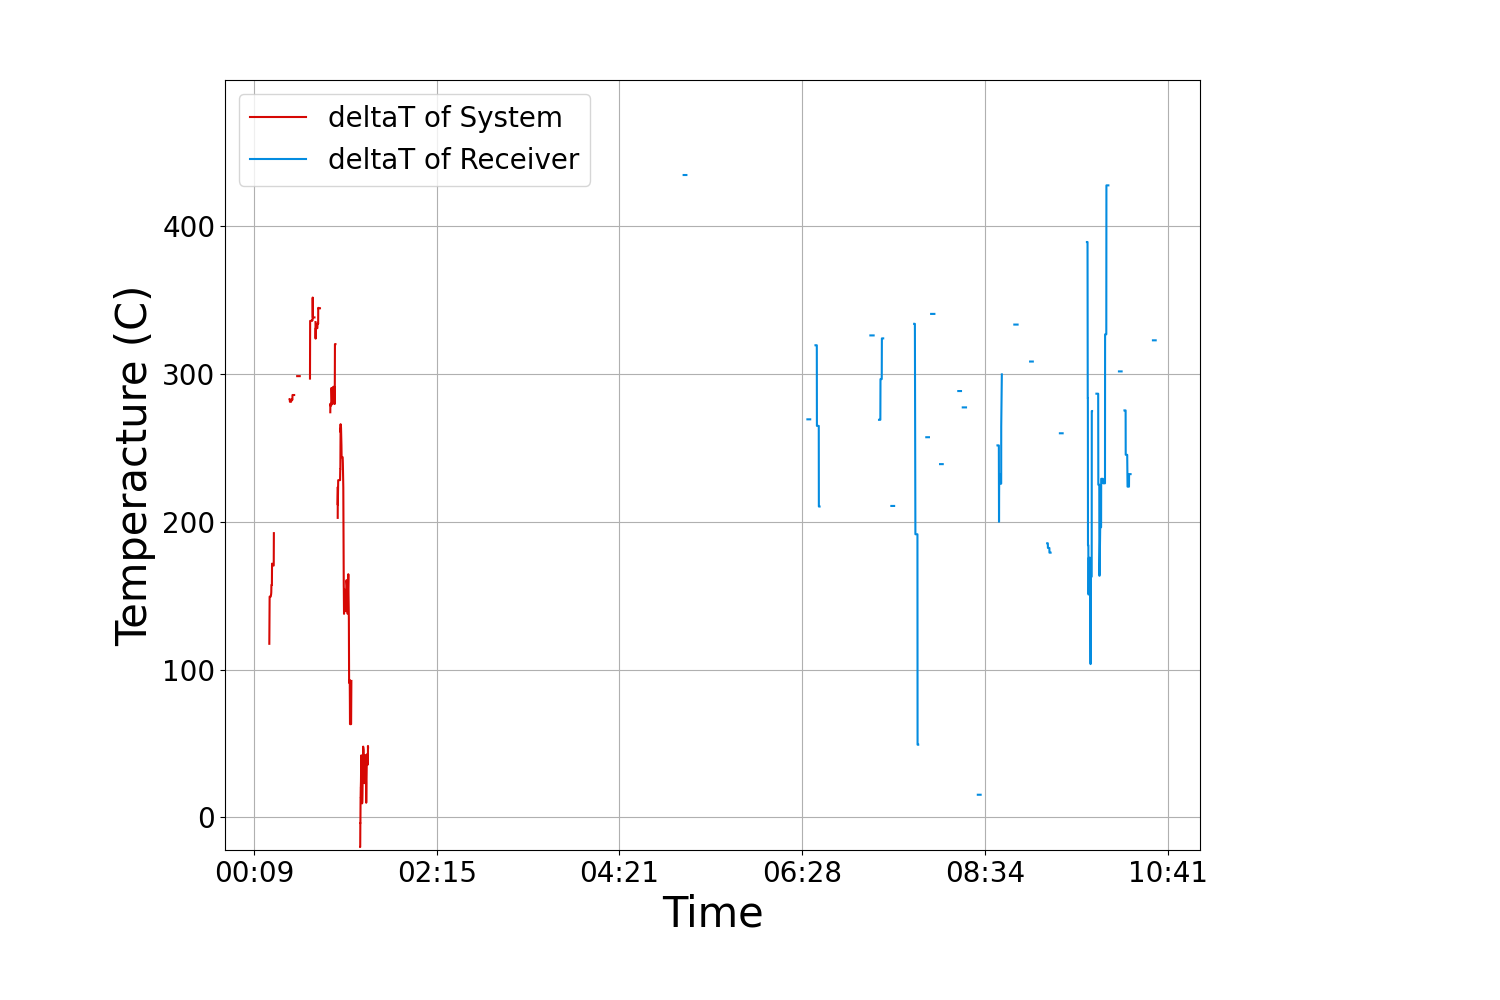 deltaT of System
deltaT of Receiver
400
300
200
100
0
Temperacture (C)
00:09 02:15 04:21 06:28 08:34 10:41
Time